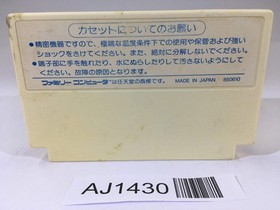 カセットについてのお願い
●精密機器ですので、極端な温度条件下での使用や保管および強い
ショックをさけてください。また、絶対に分解しないでください。
●端子部に手を触れたり、水にぬらしたりして汚さないようにして
ください。故障の原因となります。
ファミリー コンピュータは任天堂の商標です。 MADE IN JAPAN 850610
AJ1430